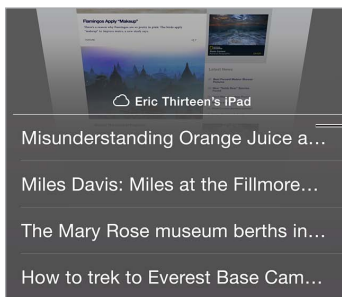 Flamingos Apply "Makeup"
Eric Thirteen's iPad
Misunderstanding Orange Juice a...
Miles Davis: Miles at the Fillmore...
The Mary Rose museum berths in...
How to trek to Everest Base Cam...